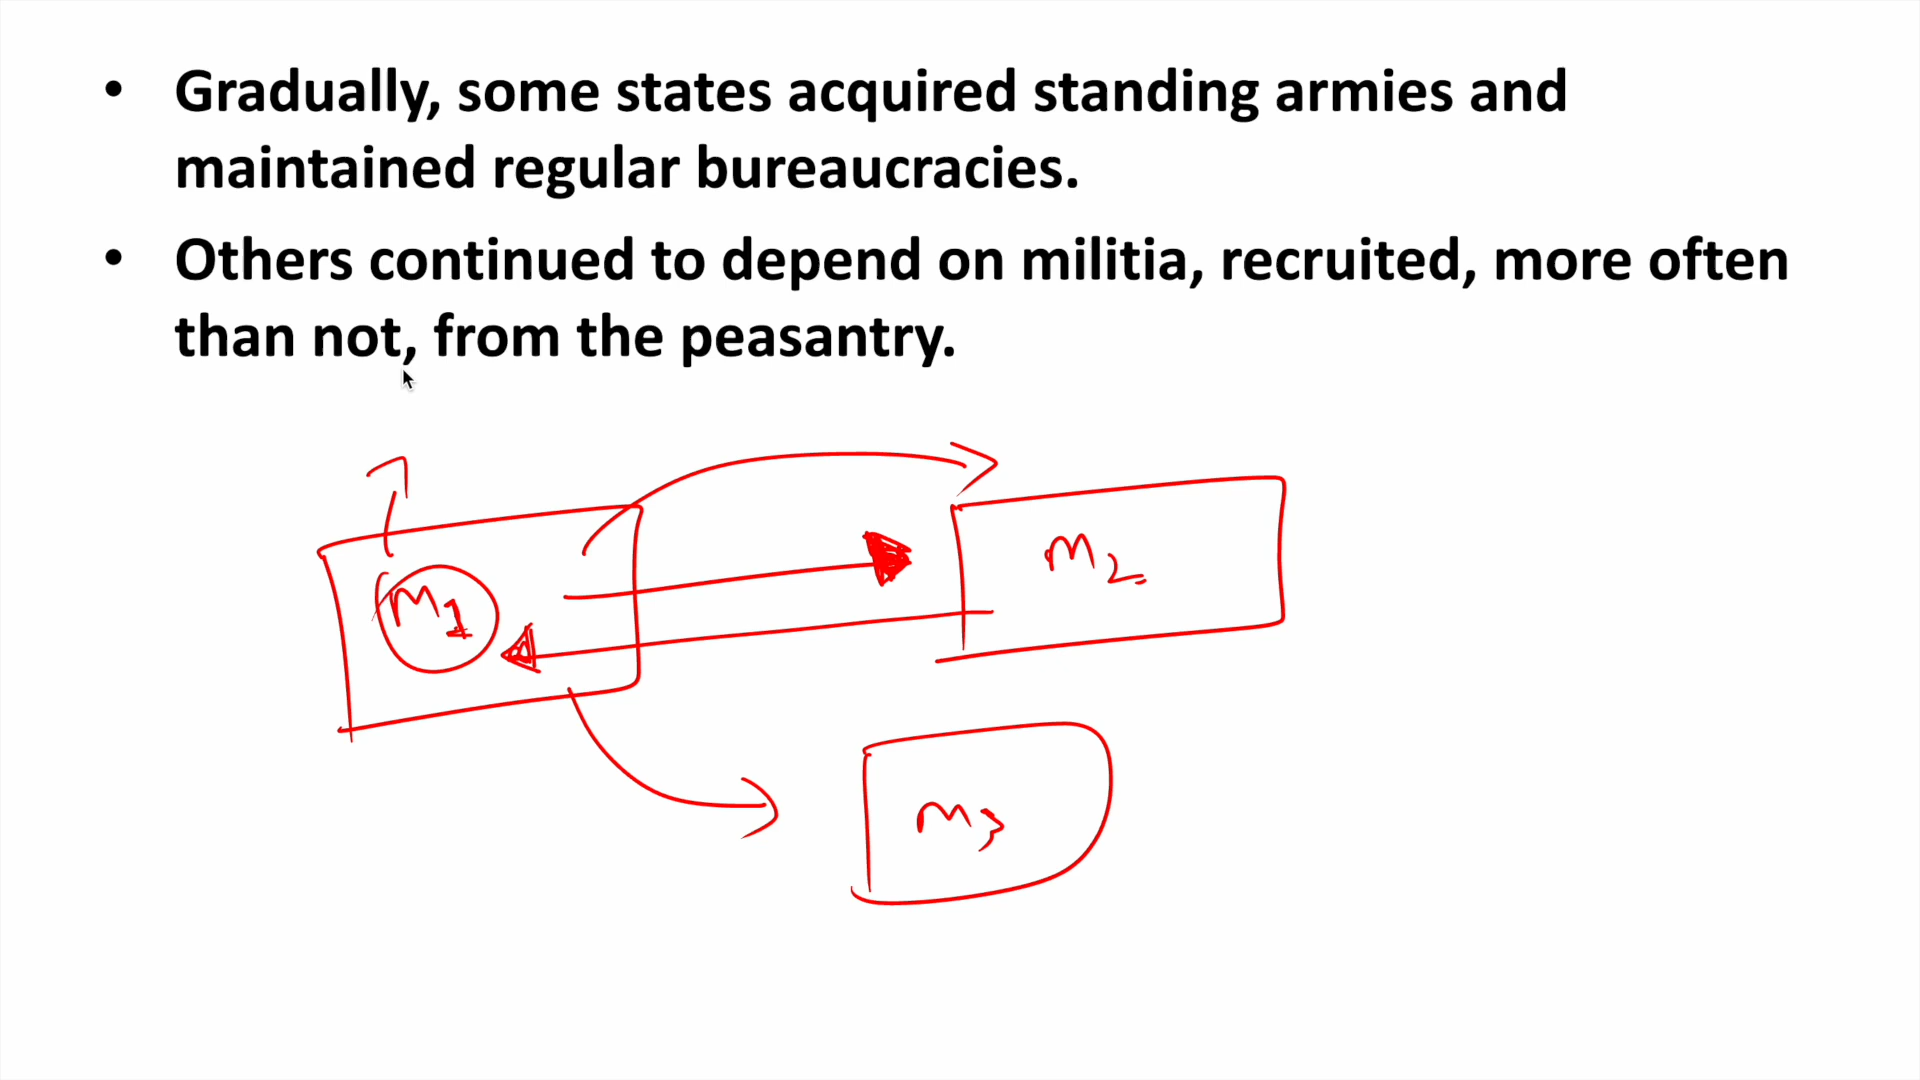 • Gradually, some states acquired standing armies and
maintained regular bureaucracies.
• Others continued to depend on militia, recruited, more often
than not, from the peasantry.
M1
M2
M3